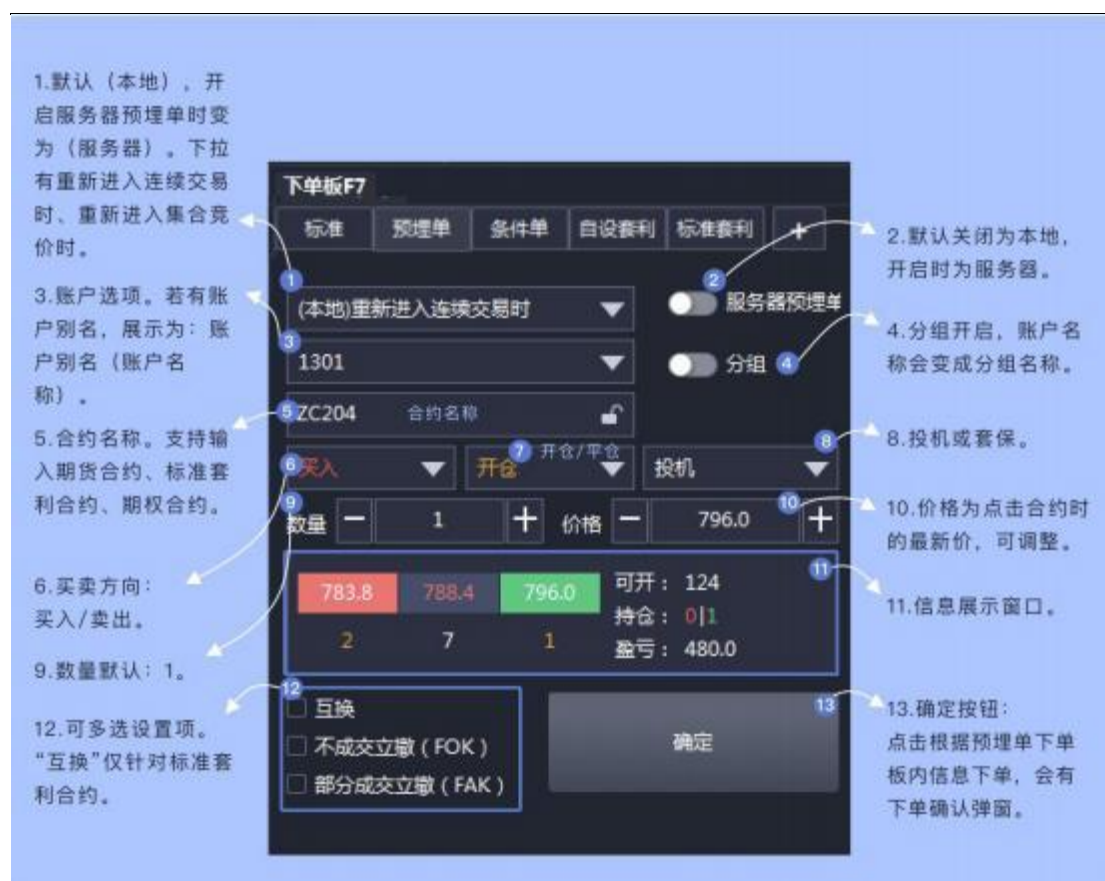 1.默认（本地），开
启服务器预埋单时变
为（服务器）。下拉
有重新进入连续交易
时、重新进入集合竞
价时。
3.账户选项。若有账
户别名，展示为：账
户别名（账户名
称）。
5.合约名称。支持输
入期货合约、标准套
利合约、期权合约。
6.买卖方向：
买入/卖出。
9.数量默认：1。
12.可多选设置项。
“互换”仅针对标准套
利合约。
下单板F7
标准 预埋单 条件单 自设套利 标准套利 +
1 2
(本地)重新进入连续交易时 服务器预埋单
3
1301 分组 4
5 ZC204 合约名称
7 开仓/平仓 8
6 买入 开仓 投机
9 10
数量 − 1 + 价格 − 796.0 +
11
783.8 788.4 796.0 可开： 124
持仓： 0|1
2 7 1 盈亏： 480.0
12 13
互换
不成交立撤（FOK） 确定
部分成交立撤（FAK）
2.默认关闭为本地，
开启时为服务器。
4.分组开启，账户名
称会变成分组名称。
8.投机或套保。
10.价格为点击合约时
的最新价，可调整。
11.信息展示窗口。
13.确定按钮：
点击根据预埋单下单
板内信息下单，会有
下单确认弹窗。